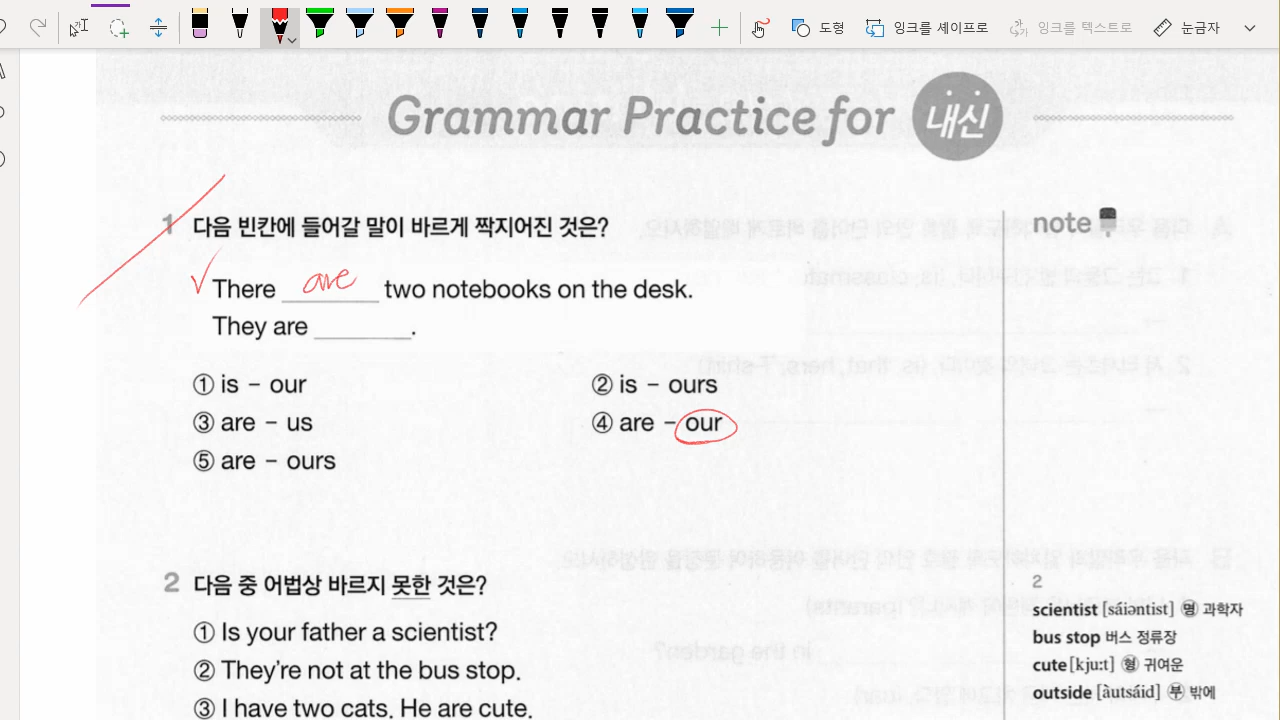 도형
잉크를 셰이프로
잉크를 텍스트로
눈금자
Grammar Practice for 내신
1 다음 빈칸에 들어갈 말이 바르게 짝지어진 것은?
There are two notebooks on the desk.
They are ________.
① is – our
② is – ours
③ are – us
④ are – our
⑤ are – ours
2 다음 중 어법상 바르지 못한 것은?
① Is your father a scientist?
② They're not at the bus stop.
③ I have two cats. He are cute.
note
2
scientist [sáiəntist] 명 과학자
bus stop 버스 정류장
cute [kju:t] 형 귀여운
outside [àutsáid] 부 밖에